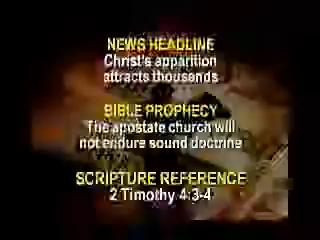 NEWS HEADLINE
Christ's apparition
attracts thousands
BIBLE PROPHECY
The apostate church will
not endure sound doctrine
SCRIPTURE REFERENCE
2 Timothy 4:3-4